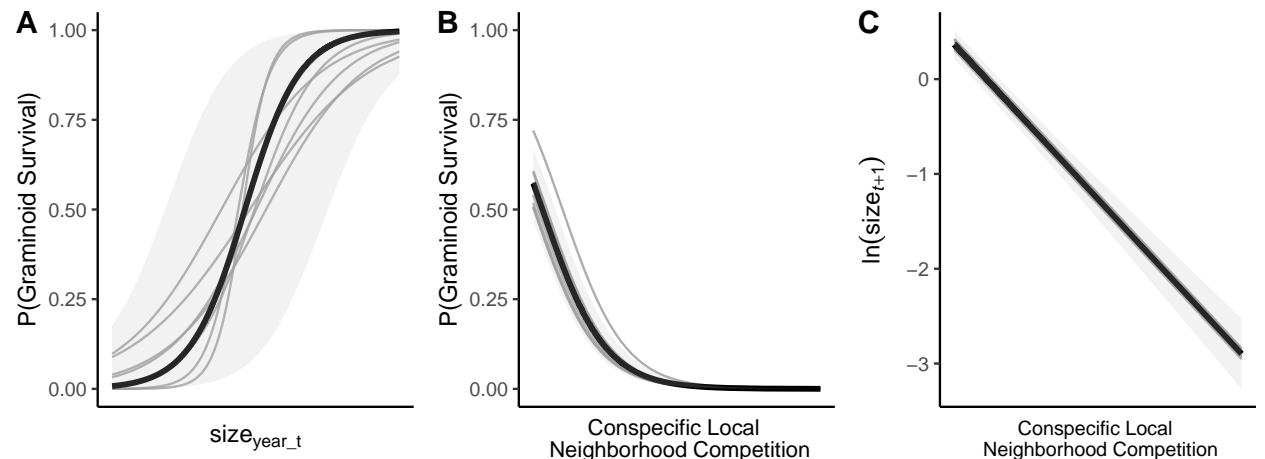 A
P(Graminoid Survival)
1.00
0.75
0.50
0.25
0.00
size_year_t
B
P(Graminoid Survival)
1.00
0.75
0.50
0.25
0.00
Conspecific Local
Neighborhood Competition
C
ln(size_t+1)
0
−1
−2
−3
Conspecific Local
Neighborhood Competition